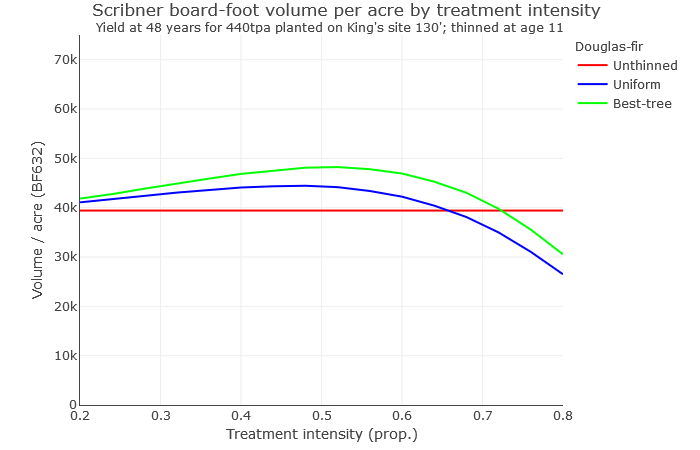 Scribner board-foot volume per acre by treatment intensity
Yield at 48 years for 440tpa planted on King's site 130'; thinned at age 11
Douglas-fir
Unthinned
Uniform
Best-tree
Volume / acre (BF632)
70k
60k
50k
40k
30k
20k
10k
0
0.2 0.3 0.4 0.5 0.6 0.7 0.8
Treatment intensity (prop.)